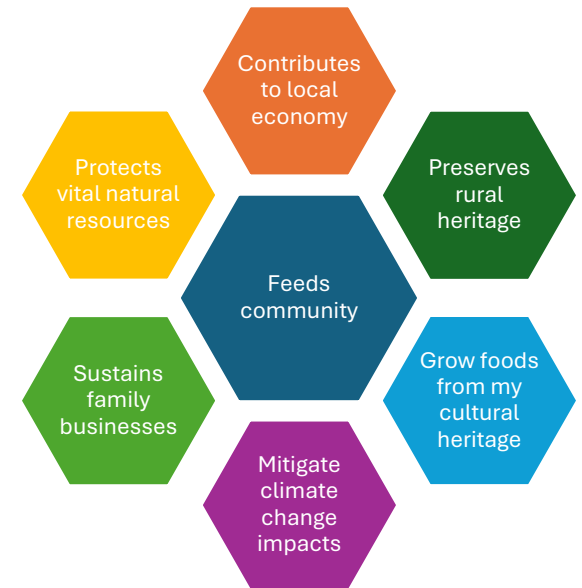 Contributes
to local
economy
Protects
vital natural
resources
Preserves
rural
heritage
Feeds
community
Sustains
family
businesses
Grow foods
from my
cultural
heritage
Mitigate
climate
change
impacts